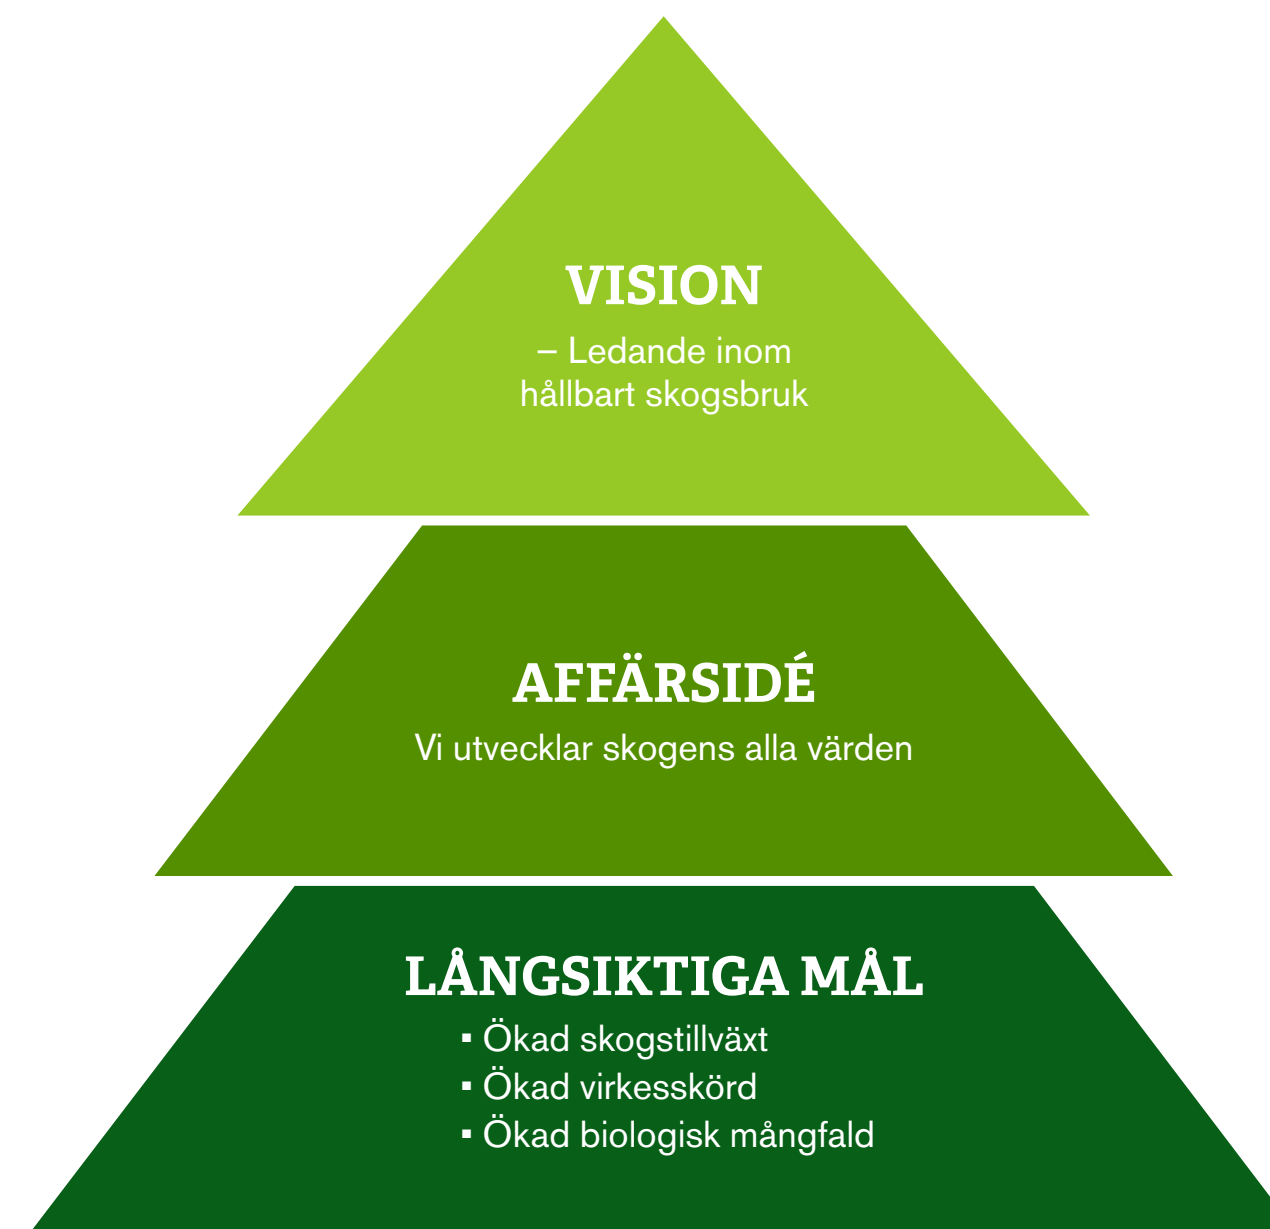 VISION
– Ledande inom
hållbart skogsbruk
AFFÄRSIDÉ
Vi utvecklar skogens alla värden
LÅNGSIKTIGA MÅL
▪ Ökad skogstillväxt
▪ Ökad virkesskörd
▪ Ökad biologisk mångfald